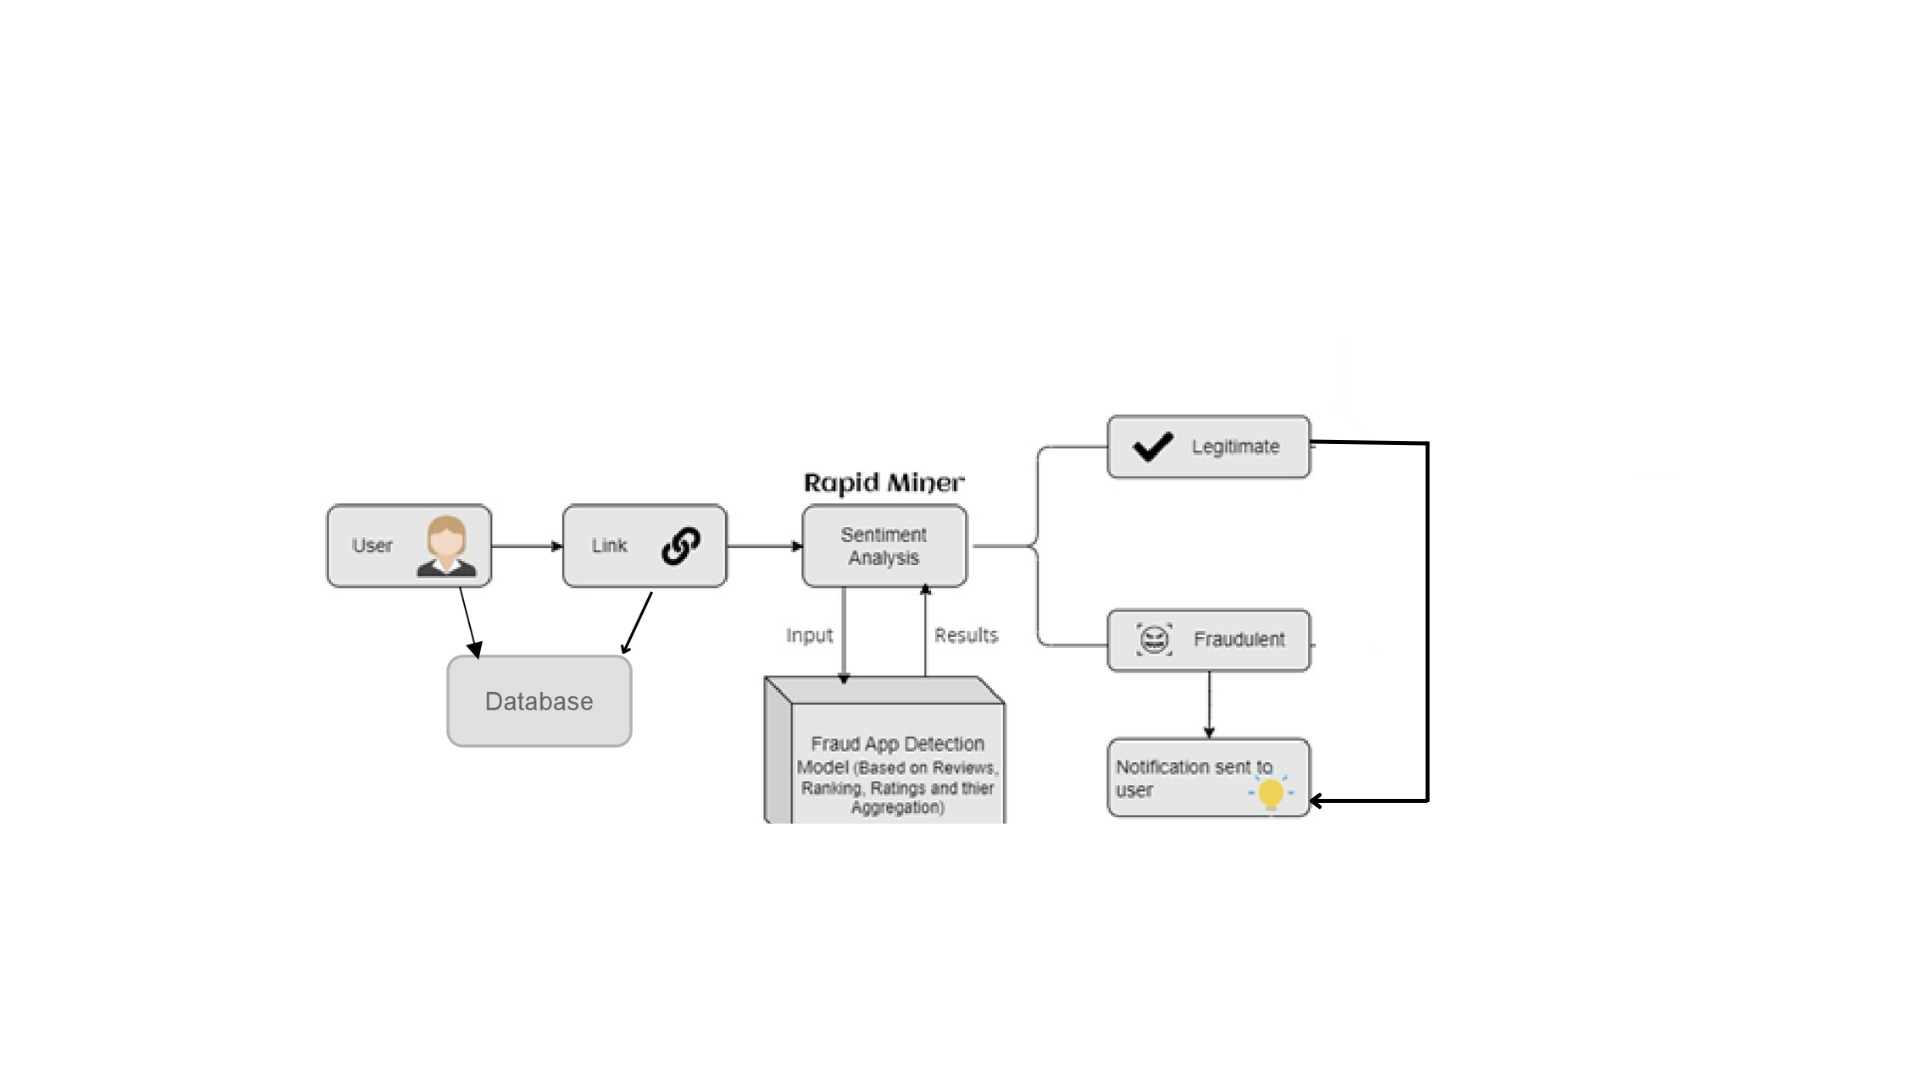 Rapid Miner
User
Link
Sentiment
Analysis
Legitimate
Input
Results
Fraudulent
Database
Fraud App Detection
Model (Based on Reviews,
Ranking, Ratings and thier
Aggregation)
Notification sent to
user